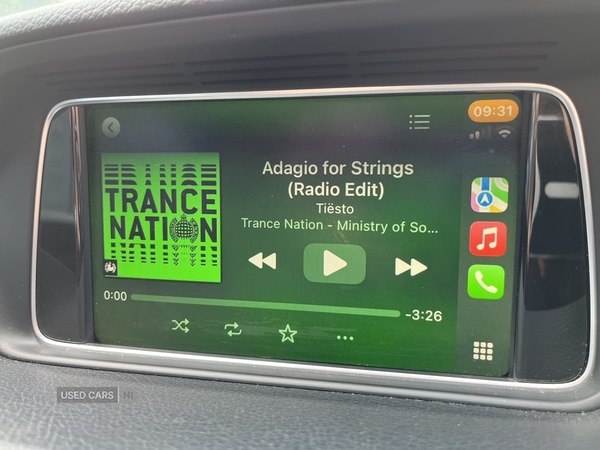 09:31
TRANCE
NATION
Adagio for Strings
(Radio Edit)
Tiësto
Trance Nation - Ministry of So...
0:00
-3:26
USED CARS NI